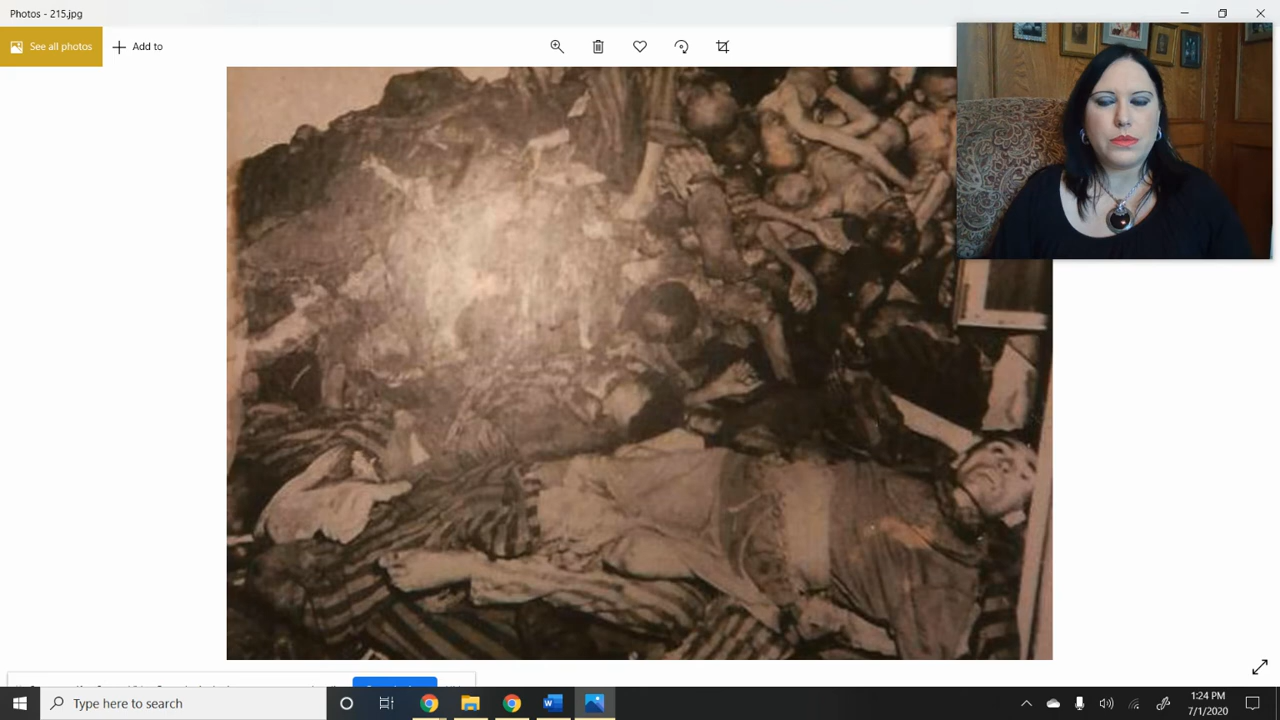 Photos - 215.jpg
See all photos
Add to
Type here to search
1:24 PM
7/1/2020